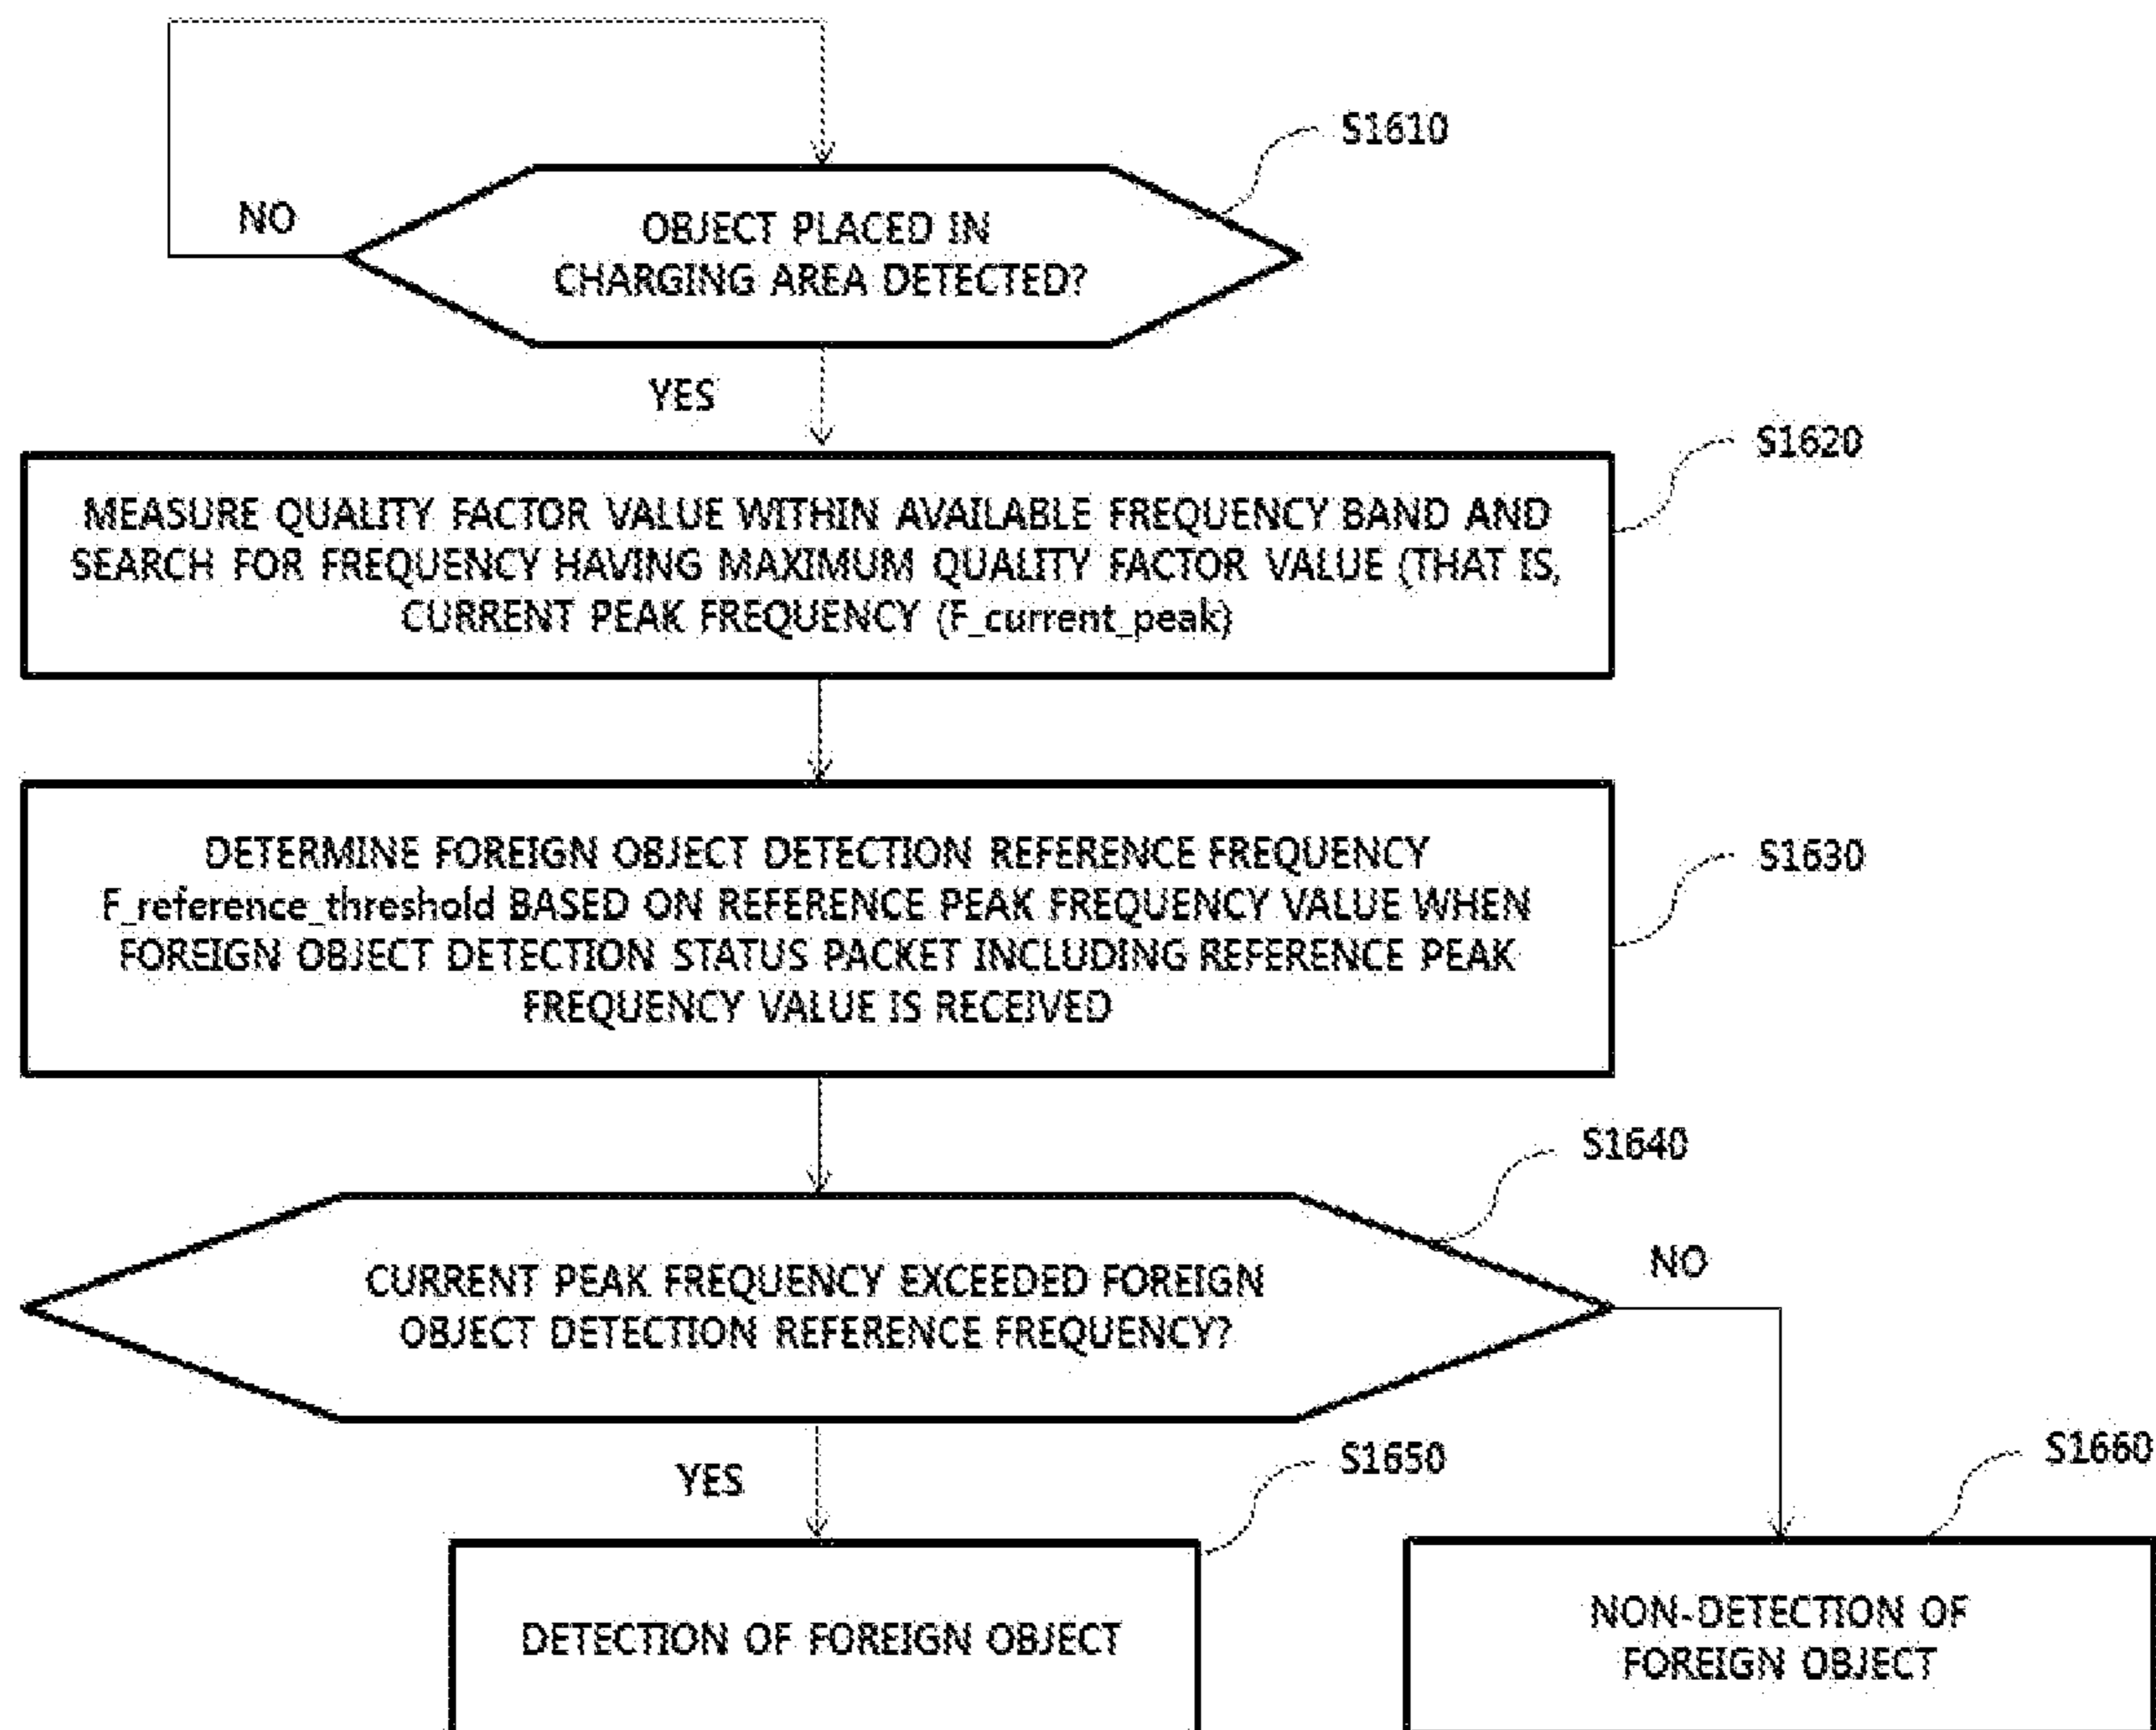 S1610
NO
OBJECT PLACED IN
CHARGING AREA DETECTED?
YES
S1620
MEASURE QUALITY FACTOR VALUE WITHIN AVAILABLE FREQUENCY BAND AND
SEARCH FOR FREQUENCY HAVING MAXIMUM QUALITY FACTOR VALUE (THAT IS,
CURRENT PEAK FREQUENCY (F_current_peak)
S1630
DETERMINE FOREIGN OBJECT DETECTION REFERENCE FREQUENCY
F_reference_threshold BASED ON REFERENCE PEAK FREQUENCY VALUE WHEN
FOREIGN OBJECT DETECTION STATUS PACKET INCLUDING REFERENCE PEAK
FREQUENCY VALUE IS RECEIVED
S1640
NO
CURRENT PEAK FREQUENCY EXCEEDED FOREIGN
OBJECT DETECTION REFERENCE FREQUENCY?
YES
S1650
S1660
DETECTION OF FOREIGN OBJECT
NON-DETECTION OF
FOREIGN OBJECT